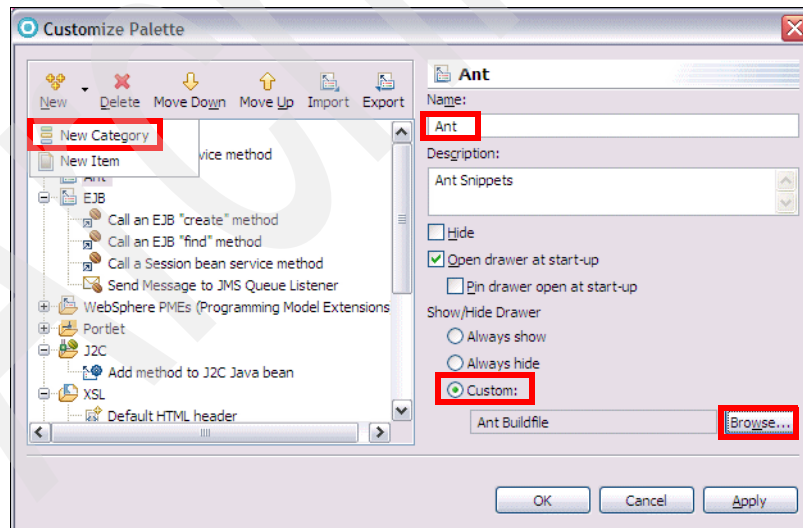 Customize Palette
New Delete Move Down Move Up Import Export
New Category
New Item
vice method
Ant
EJB
Call an EJB "create" method
Call an EJB "find" method
Call a Session bean service method
Send Message to JMS Queue Listener
WebSphere PMEs (Programming Model Extensions
Portlet
J2C
Add method to J2C Java bean
XSL
Default HTML header
Ant
Name:
Ant
Description:
Ant Snippets
Hide
Open drawer at start-up
Pin drawer open at start-up
Show/Hide Drawer
Always show
Always hide
Custom:
Ant Buildfile
Browse...
OK Cancel Apply